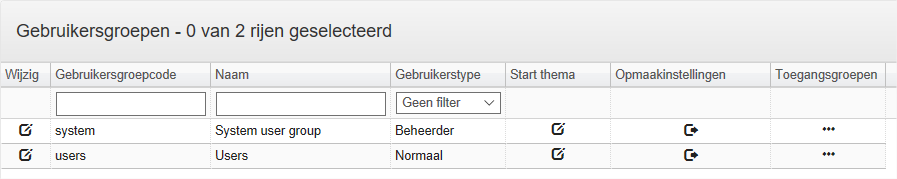 Gebruikersgroepen - 0 van 2 rijen geselecteerd
Wijzig Gebruikersgroepcode Naam Gebruikerstype Start thema Opmaakinstellingen Toegangsgroepen
Geen filter
system System user group Beheerder
users Users Normaal